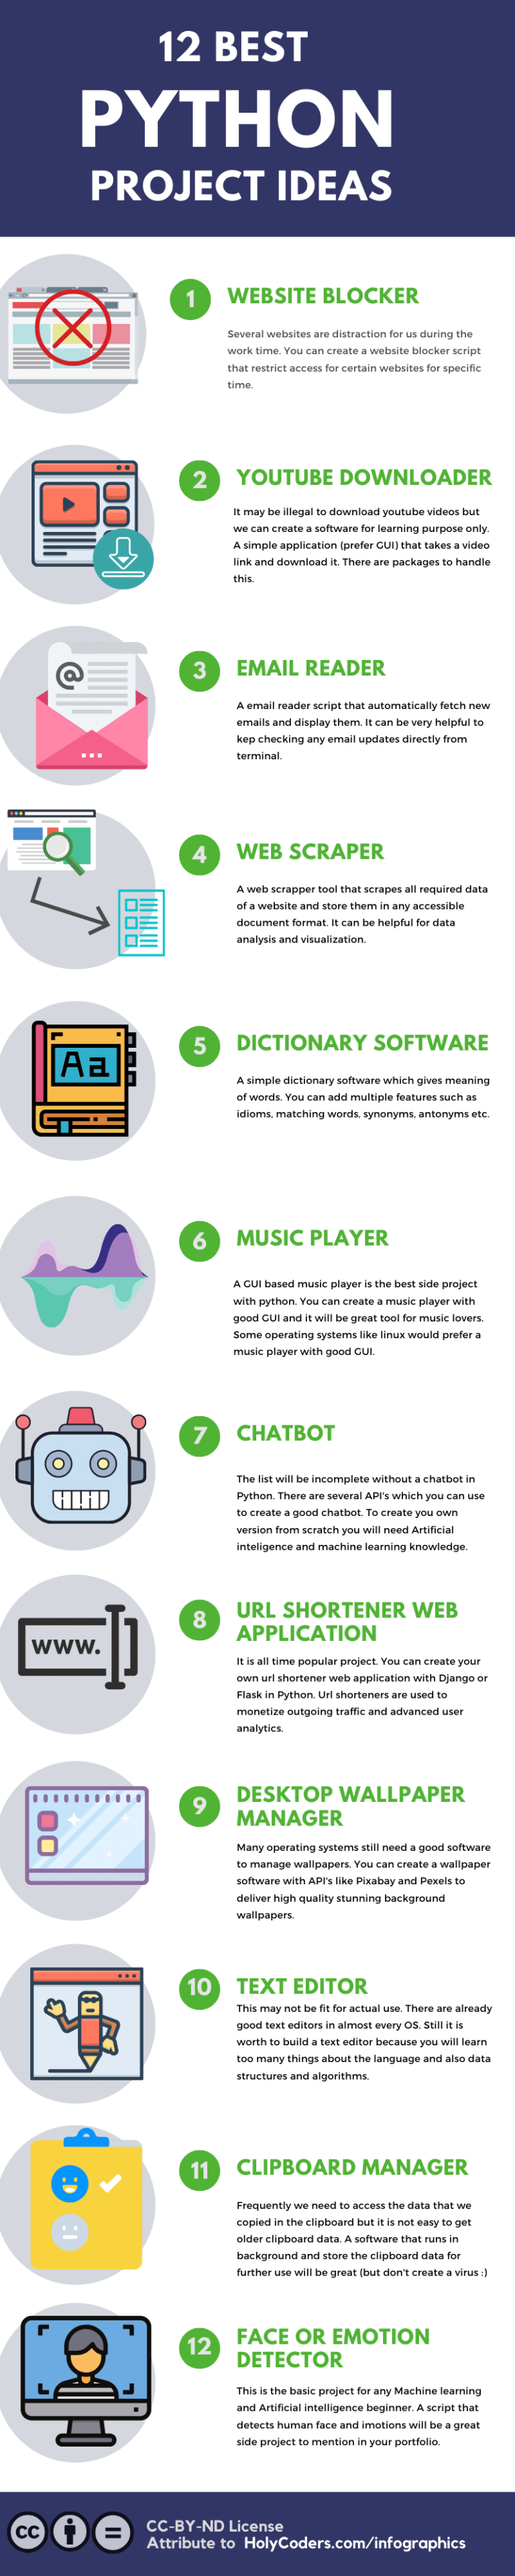 12 BEST
PYTHON
PROJECT IDEAS
1
WEBSITE BLOCKER
Several websites are distraction for us during the
work time. You can create a website blocker script
that restrict access for certain websites for specific
time.
2
YOUTUBE DOWNLOADER
It may be illegal to download youtube videos but
we can create a software for learning purpose only.
A simple application (prefer GUI) that takes a video
link and download it. There are packages to handle
this.
@
3
EMAIL READER
A email reader script that automatically fetch new
emails and display them. It can be very helpful to
kep checking any email updates directly from
terminal.
4
WEB SCRAPER
A web scrapper tool that scrapes all required data
of a website and store them in any accessible
document format. It can be helpful for data
analysis and visualization.
Aa
5
DICTIONARY SOFTWARE
A simple dictionary software which gives meaning
of words. You can add multiple features such as
idioms, matching words, synonyms, antonyms etc.
6
MUSIC PLAYER
A GUI based music player is the best side project
with python. You can create a music player with
good GUI and it will be great tool for music lovers.
Some operating systems like linux would prefer a
music player with good GUI.
7
CHATBOT
The list will be incomplete without a chatbot in
Python. There are several API's which you can use
to create a good chatbot. To create you own
version from scratch you will need Artificial
inteligence and machine learning knowledge.
www.
8
URL SHORTENER WEB
APPLICATION
It is all time popular project. You can create your
own url shortener web application with Django or
Flask in Python. Url shorteners are used to
monetize outgoing traffic and advanced user
analytics.
9
DESKTOP WALLPAPER
MANAGER
Many operating systems still need a good software
to manage wallpapers. You can create a wallpaper
software with API's like Pixabay and Pexels to
deliver high quality stunning background
wallpapers.
10
TEXT EDITOR
This may not be fit for actual use. There are already
good text editors in almost every OS. Still it is
worth to build a text editor because you will learn
too many things about the language and also data
structures and algorithms.
11
CLIPBOARD MANAGER
Frequently we need to access the data that we
copied in the clipboard but it is not easy to get
older clipboard data. A software that runs in
background and store the clipboard data for
further use will be great (but don't create a virus :)
12
FACE OR EMOTION
DETECTOR
This is the basic project for any Machine learning
and Artificial intelligence beginner. A script that
detects human face and imotions will be a great
side project to mention in your portfolio.
cc
CC-BY-ND License
Attribute to HolyCoders.com/infographics